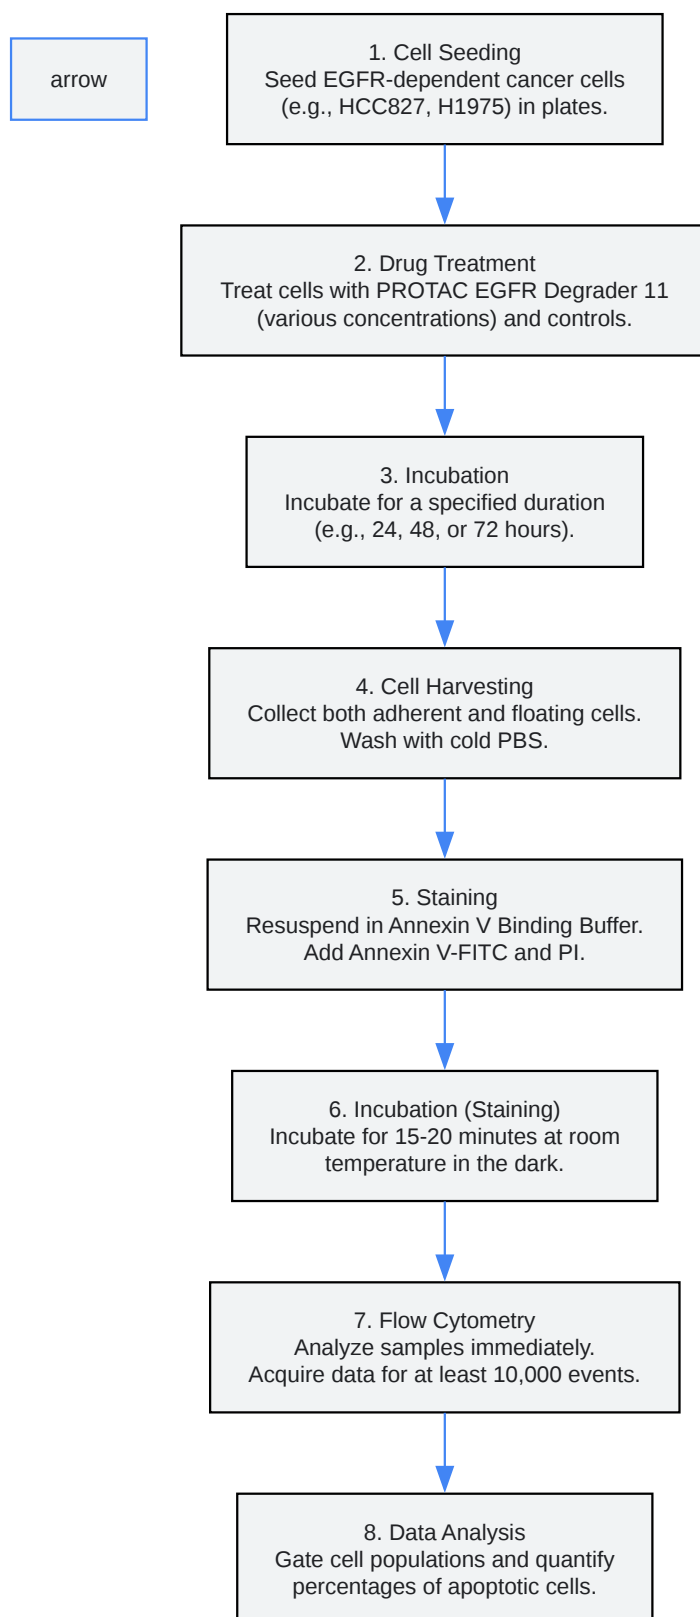 arrow
1. Cell Seeding
Seed EGFR-dependent cancer cells
(e.g., HCC827, H1975) in plates.
2. Drug Treatment
Treat cells with PROTAC EGFR Degrader 11
(various concentrations) and controls.
3. Incubation
Incubate for a specified duration
(e.g., 24, 48, or 72 hours).
4. Cell Harvesting
Collect both adherent and floating cells.
Wash with cold PBS.
5. Staining
Resuspend in Annexin V Binding Buffer.
Add Annexin V-FITC and PI.
6. Incubation (Staining)
Incubate for 15-20 minutes at room
temperature in the dark.
7. Flow Cytometry
Analyze samples immediately.
Acquire data for at least 10,000 events.
8. Data Analysis
Gate cell populations and quantify
percentages of apoptotic cells.